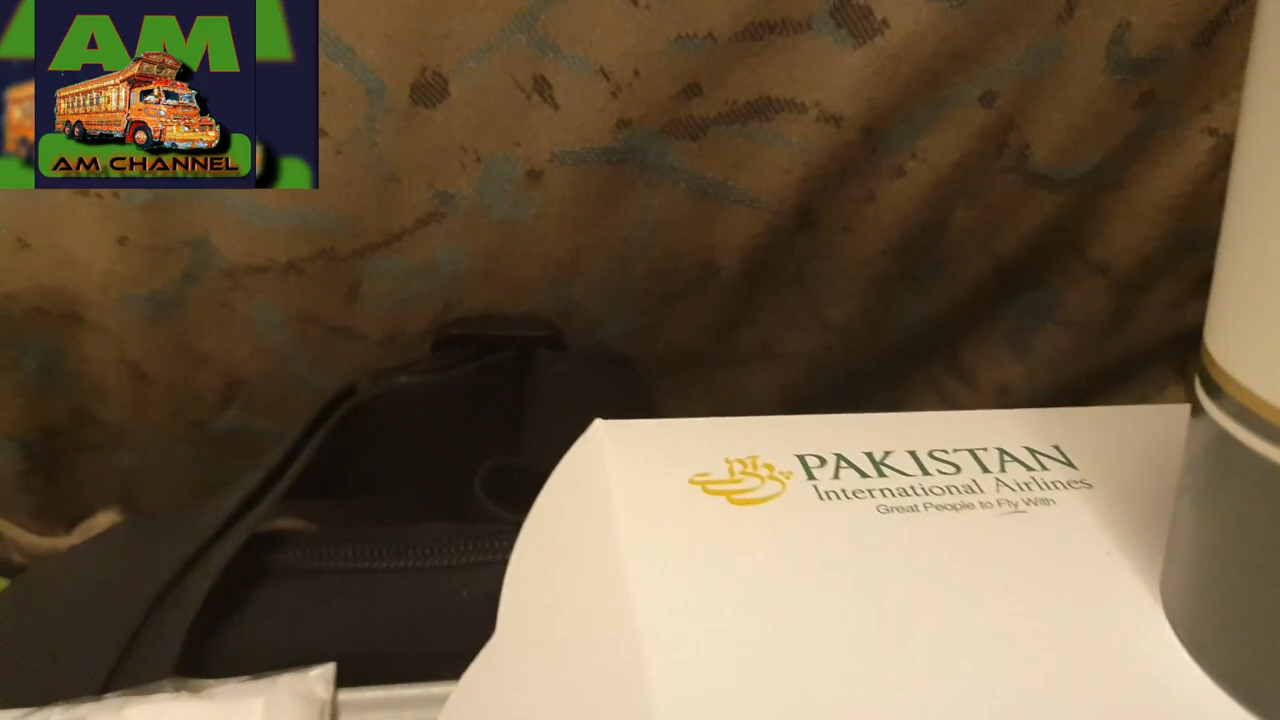 AM
AM CHANNEL
PAKISTAN
International Airlines
Great People to Fly With